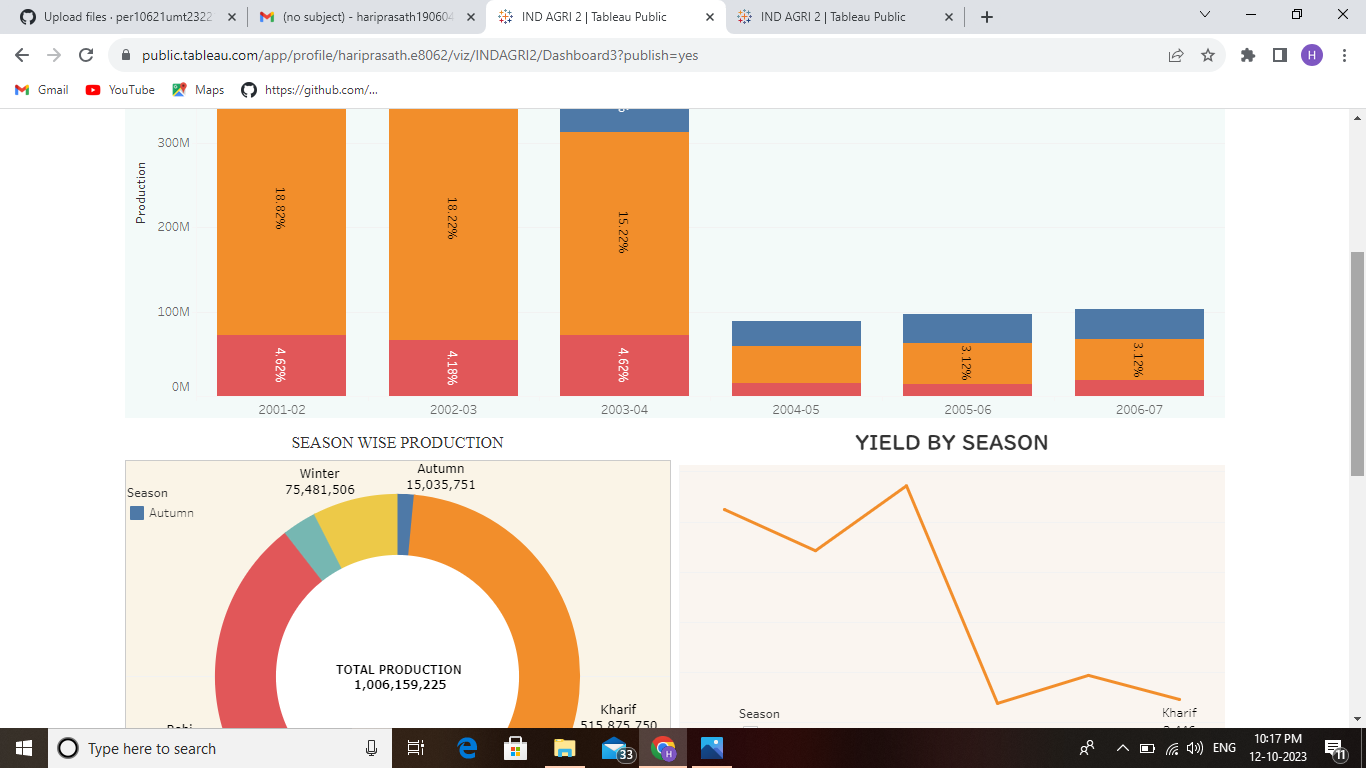 Upload files · per10621umt2322
(no subject) - hariprasath190604
IND AGRI 2 | Tableau Public
IND AGRI 2 | Tableau Public
public.tableau.com/app/profile/hariprasath.e8062/viz/INDAGRI2/Dashboard3?publish=yes
H
Gmail
YouTube
Maps
https://github.com/...
Production
300M
200M
100M
0M
18.82%
18.22%
15.22%
4.62%
4.18%
4.62%
3.12%
3.12%
2001-02
2002-03
2003-04
2004-05
2005-06
2006-07
SEASON WISE PRODUCTION
YIELD BY SEASON
Season
Autumn
Winter
75,481,506
Autumn
15,035,751
TOTAL PRODUCTION
1,006,159,225
Kharif
515,875,750
Season
Kharif
Type here to search
33
H
ENG
10:17 PM
12-10-2023
11